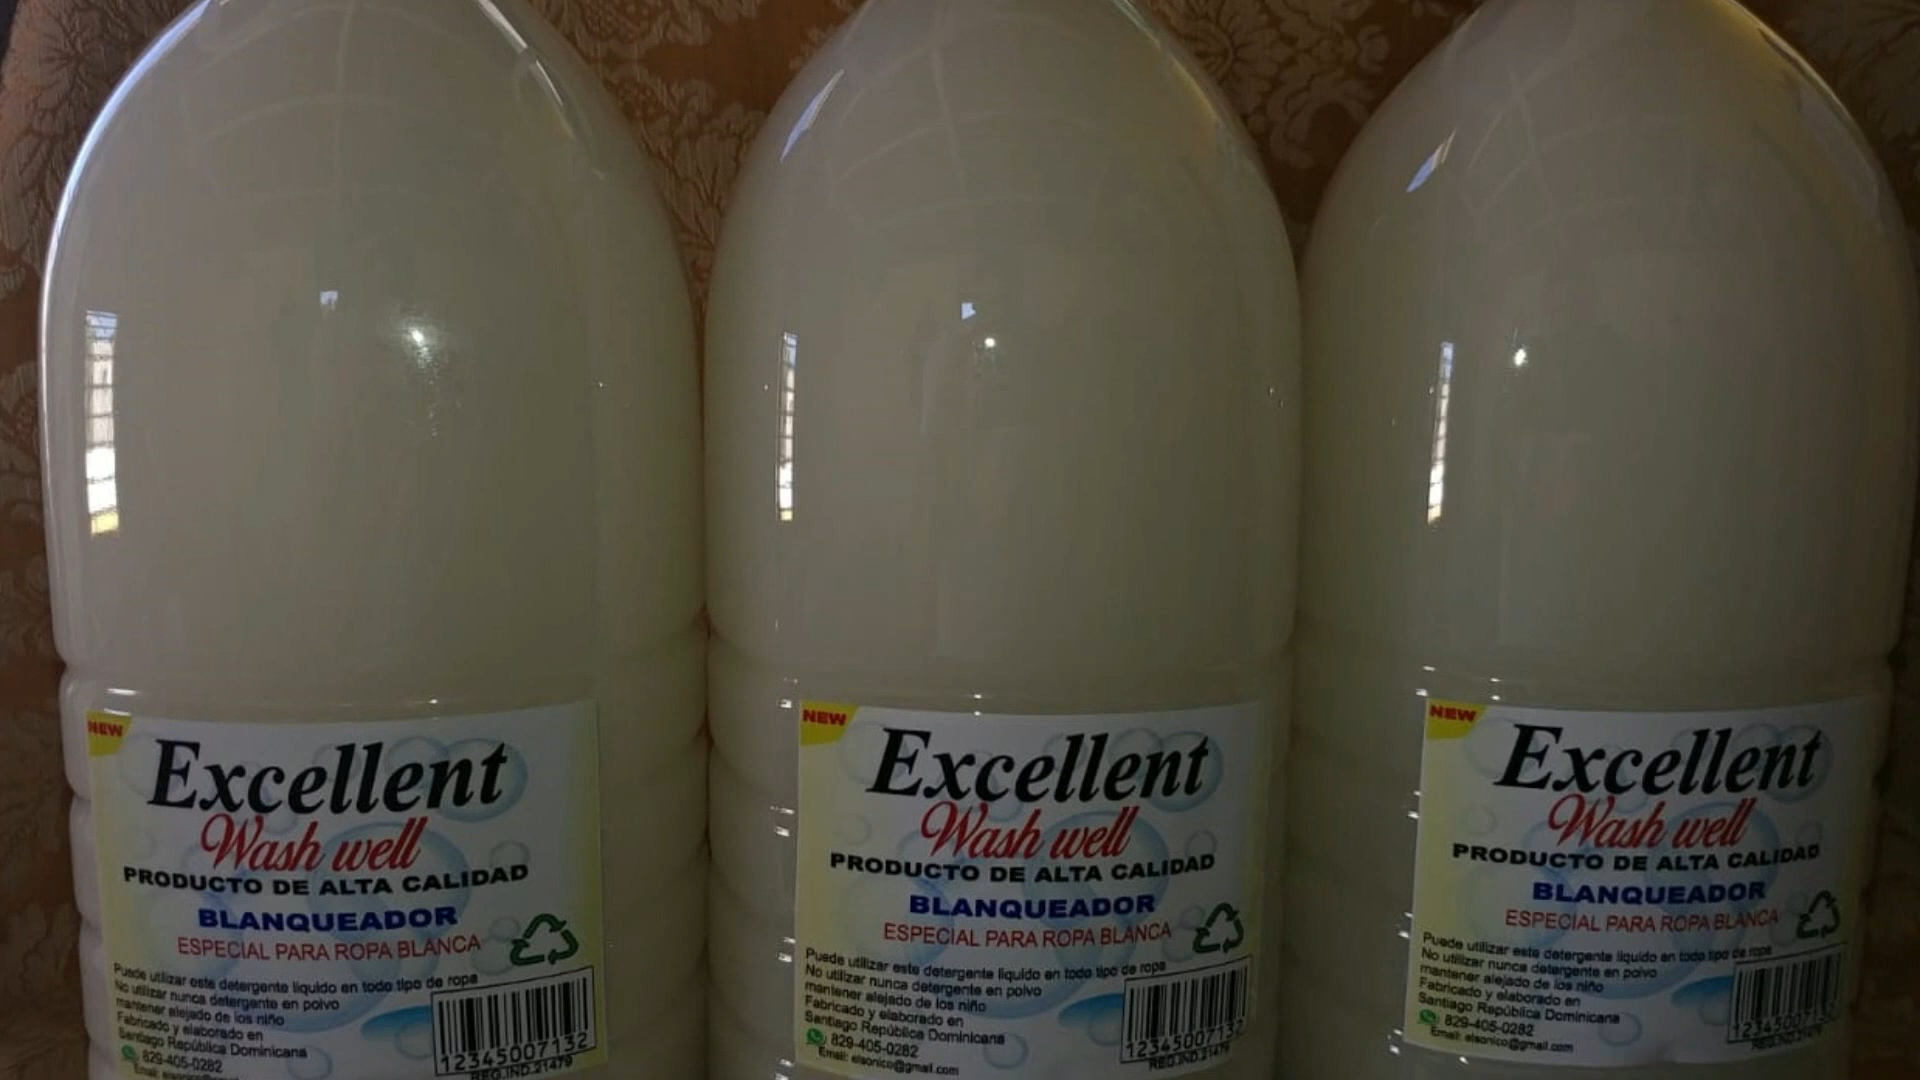 NEW
Excellent
Wash well
PRODUCTO DE ALTA CALIDAD
BLANQUEADOR
ESPECIAL PARA ROPA BLANCA
Puede utilizar este detergente liquido en todo tipo de ropa
No utilizar nunca detergente en polvo
mantener alejado de los niño
Fabricado y elaborado en
Santiago República Dominicana
829-405-0282
12345007132
REG.IND.21479
NEW
Excellent
Wash well
PRODUCTO DE ALTA CALIDAD
BLANQUEADOR
ESPECIAL PARA ROPA BLANCA
Puede utilizar este detergente liquido en todo tipo de ropa
No utilizar nunca detergente en polvo
mantener alejado de los niño
Fabricado y elaborado en
Santiago República Dominicana
829-405-0282
Email: elsonico@gmail.com
12345007132
REG.IND.21479
NEW
Excellent
Wash well
PRODUCTO DE ALTA CALIDAD
BLANQUEADOR
ESPECIAL PARA ROPA BLANCA
Puede utilizar este detergente liquido en todo tipo de ropa
No utilizar nunca detergente en polvo
mantener alejado de los niño
Fabricado y elaborado en
Santiago República Dominicana
829-405-0282
Email: elsonico@gmail.com